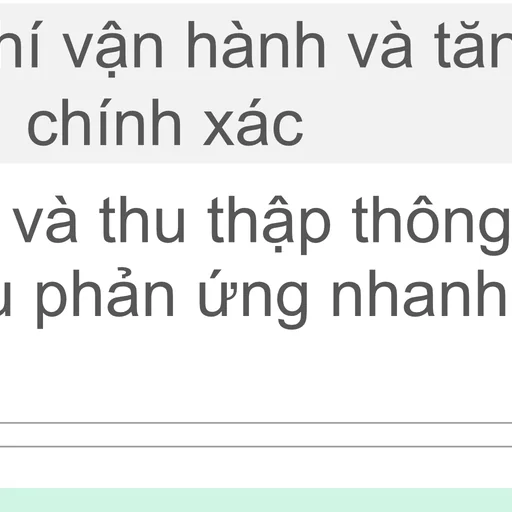 hí vận hành và tăn
chính xác
và thu thập thông
u phản ứng nhanh